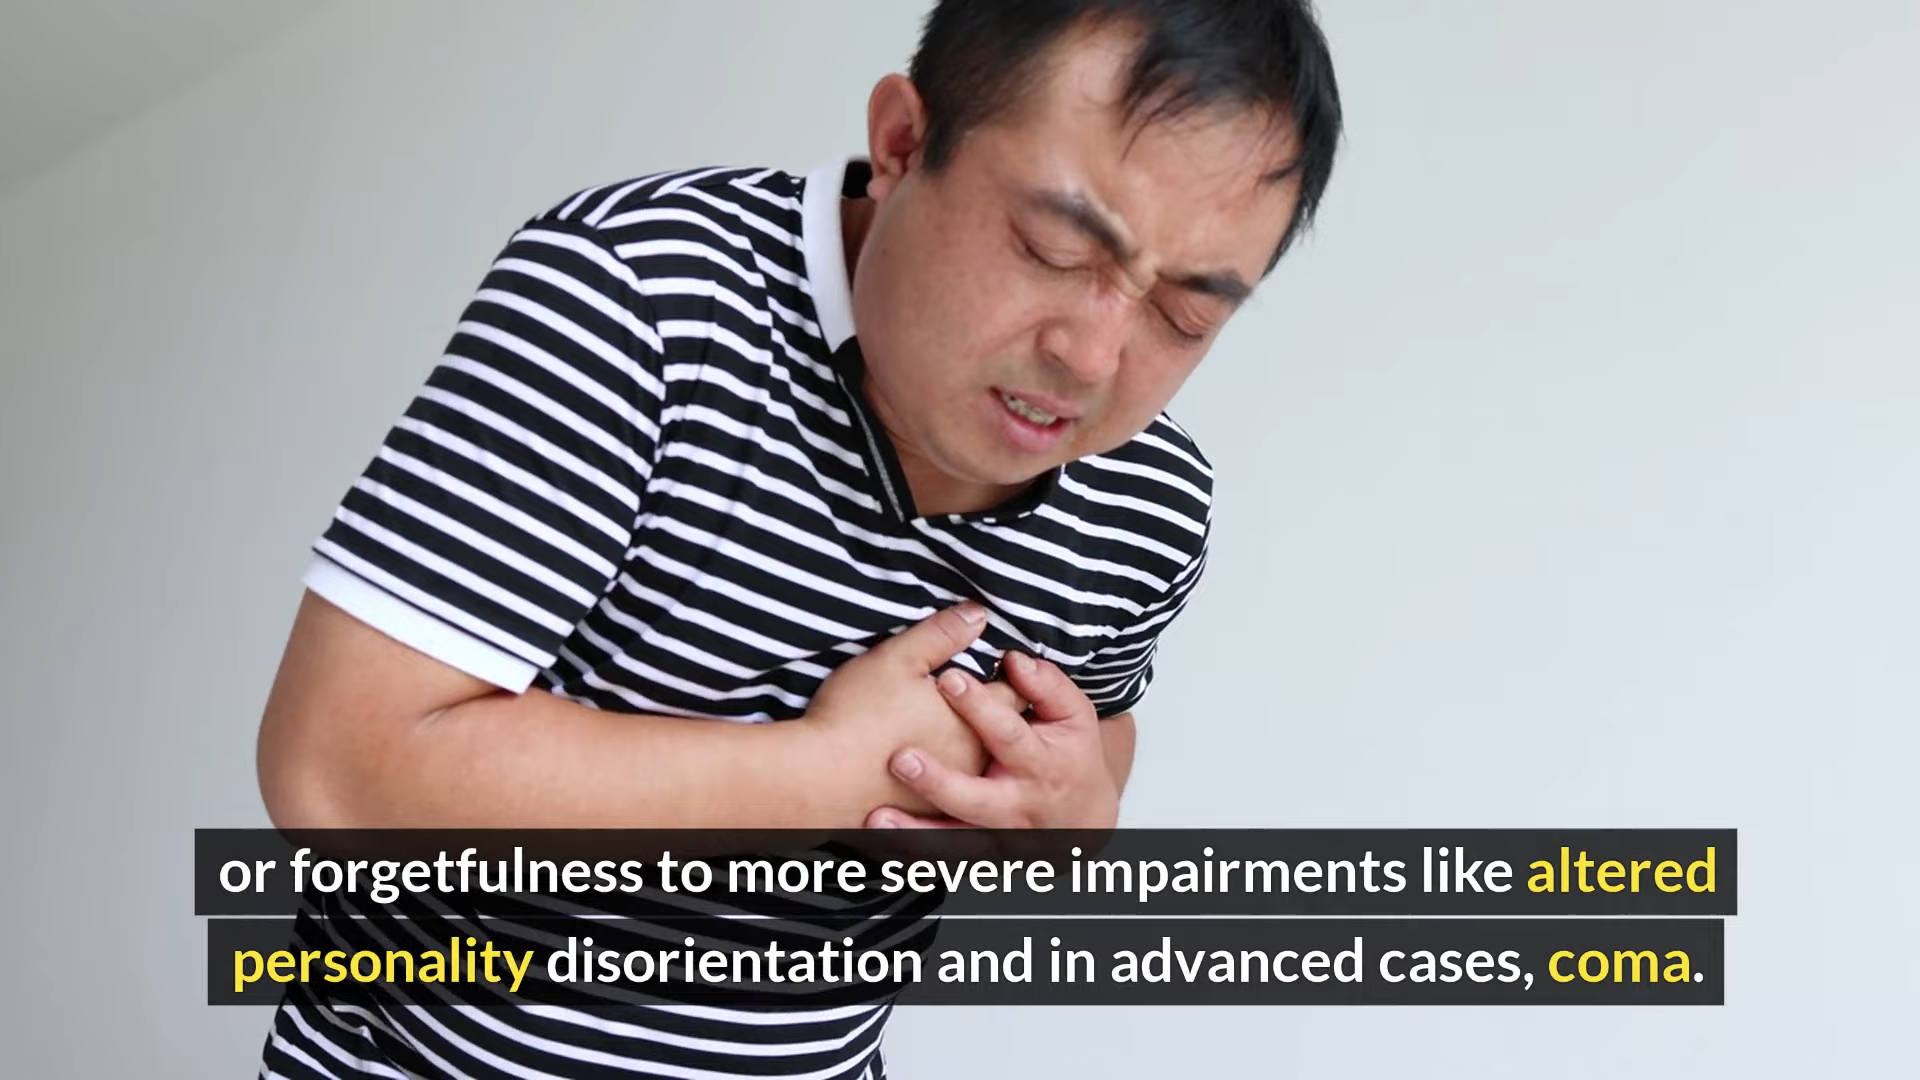 or forgetfulness to more severe impairments like altered
personality disorientation and in advanced cases, coma.